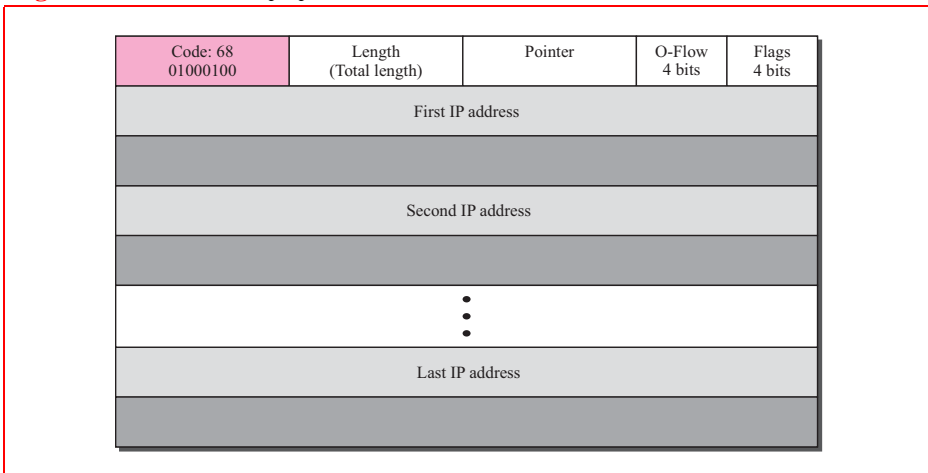 Code: 68
01000100
Length
(Total length)
Pointer
O-Flow
4 bits
Flags
4 bits
First IP address
Second IP address
Last IP address